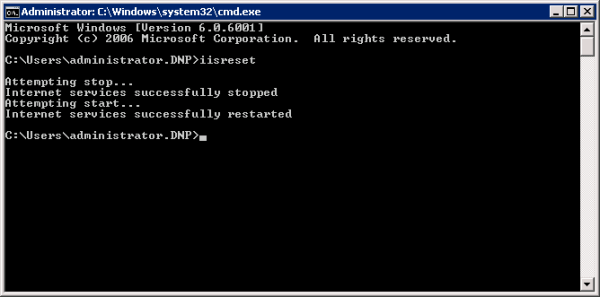 Administrator: C:\Windows\system32\cmd.exe
Microsoft Windows [Version 6.0.6001]
Copyright (c) 2006 Microsoft Corporation.  All rights reserved.
C:\Users\administrator.DNP>iisreset
Attempting stop...
Internet services successfully stopped
Attempting start...
Internet services successfully restarted
C:\Users\administrator.DNP>